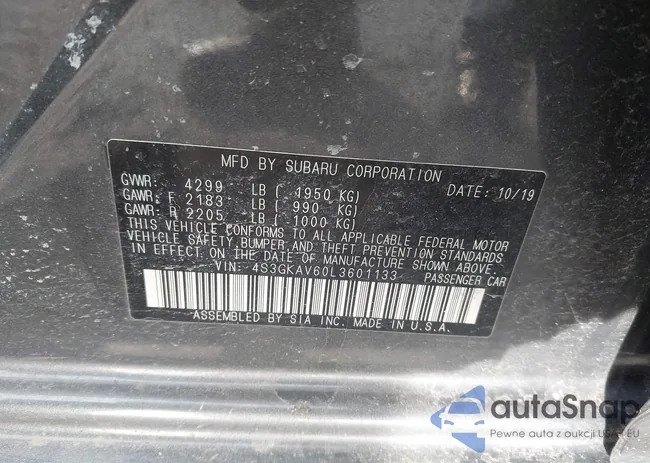 MFD BY SUBARU CORPORATION
GVWR: 4299 LB ( 1950 KG) DATE: 10/19
GAWR: F 2183 LB ( 990 KG)
GAWR: R 2205 LB ( 1000 KG)
THIS VEHICLE CONFORMS TO ALL APPLICABLE FEDERAL MOTOR
VEHICLE SAFETY, BUMPER, AND THEFT PREVENTION STANDARDS
IN EFFECT ON THE DATE OF MANUFACTURE SHOWN ABOVE.
VIN: 4S3GKAV60L3601133 PASSENGER CAR
ASSEMBLED BY SIA INC. MADE IN U.S.A.
autaSnap
Pewne auta z aukcji USA i EU